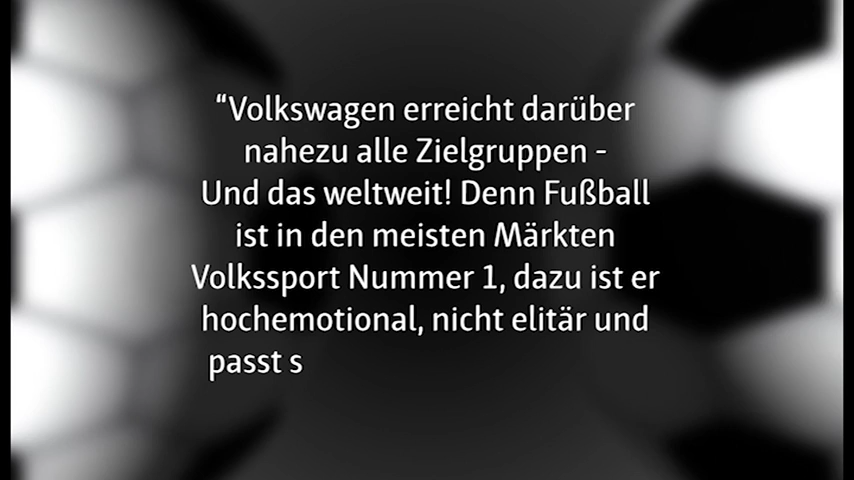 “Volkswagen erreicht darüber
nahezu alle Zielgruppen -
Und das weltweit! Denn Fußball
ist in den meisten Märkten
Volkssport Nummer 1, dazu ist er
hochemotional, nicht elitär und
passt s